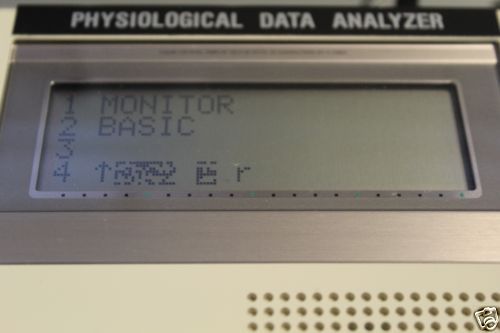 PHYSIOLOGICAL DATA ANALYZER
1 MONITOR
2 BASIC
3
4 ↑ r